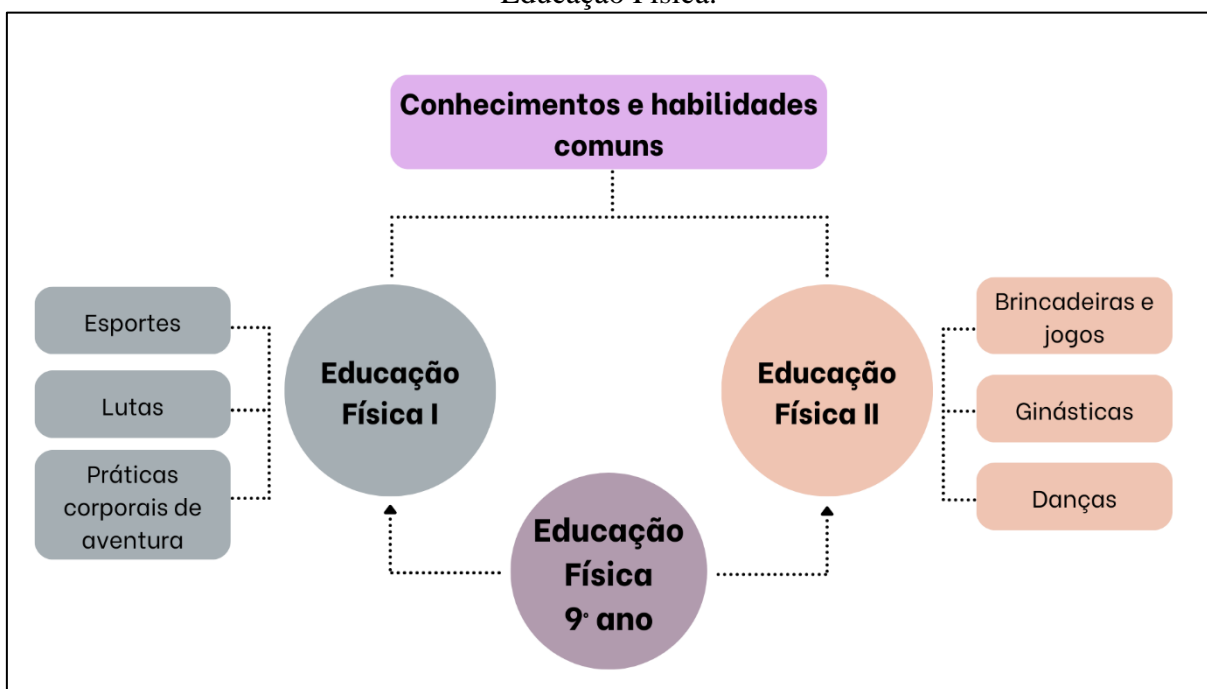 Educação Física.
Conhecimentos e habilidades
comuns
Esportes
Lutas
Práticas
corporais de
aventura
Educação
Física I
Educação
Física II
Brincadeiras e
jogos
Ginásticas
Danças
Educação
Física
9º ano